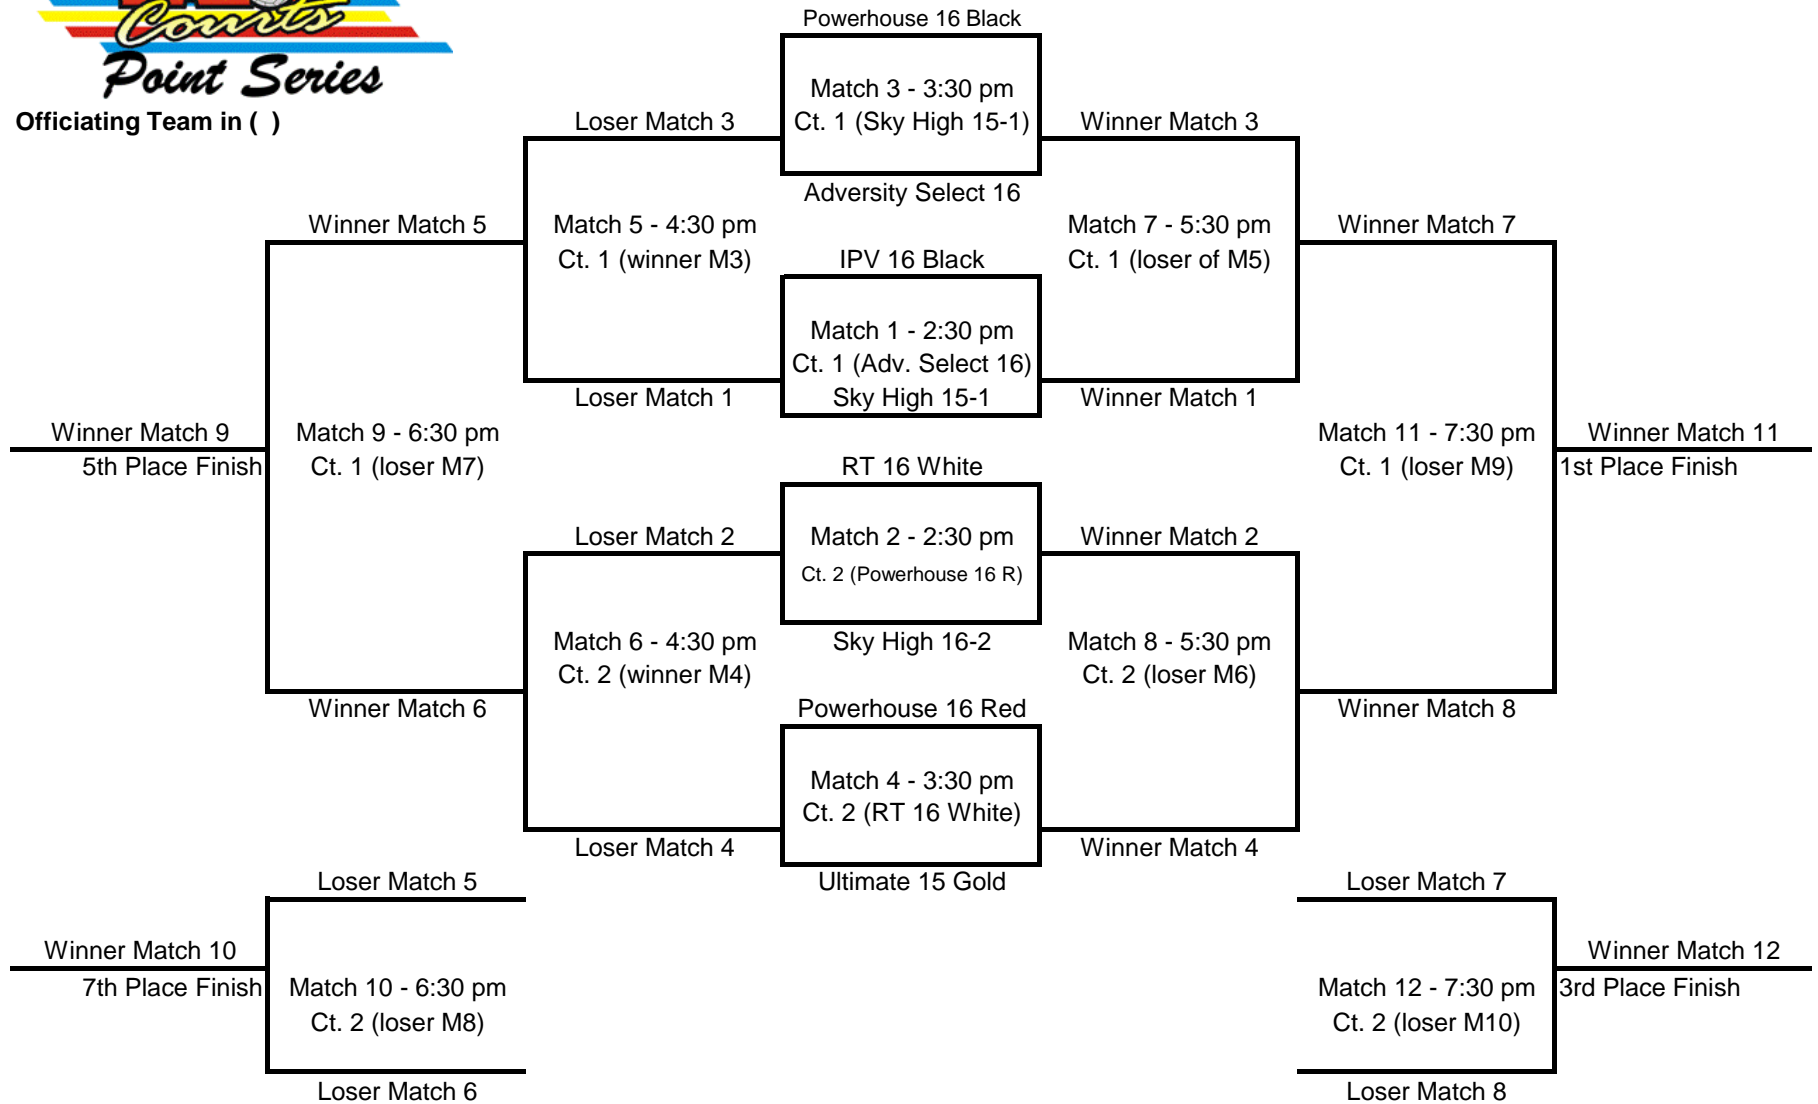 Courts
Point Series
Officiating Team in ( )
Powerhouse 16 Black
Match 3 - 3:30 pm
Ct. 1 (Sky High 15-1)
Loser Match 3
Winner Match 3
Adversity Select 16
Winner Match 5
Match 5 - 4:30 pm
Ct. 1 (winner M3)
IPV 16 Black
Match 7 - 5:30 pm
Ct. 1 (loser of M5)
Winner Match 7
Match 1 - 2:30 pm
Ct. 1 (Adv. Select 16)
Sky High 15-1
Loser Match 1
Winner Match 1
Winner Match 9
5th Place Finish
Match 9 - 6:30 pm
Ct. 1 (loser M7)
RT 16 White
Match 11 - 7:30 pm
Ct. 1 (loser M9)
Winner Match 11
1st Place Finish
Loser Match 2
Match 2 - 2:30 pm
Ct. 2 (Powerhouse 16 R)
Winner Match 2
Match 6 - 4:30 pm
Ct. 2 (winner M4)
Sky High 16-2
Match 8 - 5:30 pm
Ct. 2 (loser M6)
Winner Match 6
Powerhouse 16 Red
Winner Match 8
Match 4 - 3:30 pm
Ct. 2 (RT 16 White)
Loser Match 4
Winner Match 4
Ultimate 15 Gold
Loser Match 5
Loser Match 7
Winner Match 10
7th Place Finish
Match 10 - 6:30 pm
Ct. 2 (loser M8)
Match 12 - 7:30 pm
Ct. 2 (loser M10)
Winner Match 12
3rd Place Finish
Loser Match 6
Loser Match 8